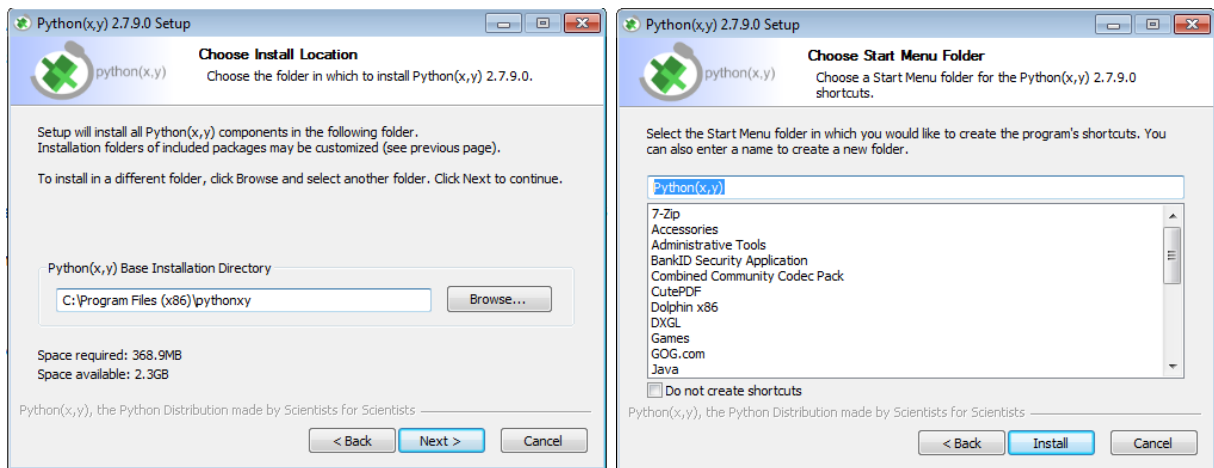 Python(x,y) 2.7.9.0 Setup
python(x,y)
Choose Install Location
Choose the folder in which to install Python(x,y) 2.7.9.0.
Setup will install all Python(x,y) components in the following folder.
Installation folders of included packages may be customized (see previous page).
To install in a different folder, click Browse and select another folder. Click Next to continue.
Python(x,y) Base Installation Directory
C:\Program Files (x86)\pythonxy
Browse...
Space required: 368.9MB
Space available: 2.3GB
Python(x,y), the Python Distribution made by Scientists for Scientists
< Back
Next >
Cancel
Python(x,y) 2.7.9.0 Setup
python(x,y)
Choose Start Menu Folder
Choose a Start Menu folder for the Python(x,y) 2.7.9.0
shortcuts.
Select the Start Menu folder in which you would like to create the program's shortcuts. You
can also enter a name to create a new folder.
Python(x,y)
7-Zip
Accessories
Administrative Tools
BankID Security Application
Combined Community Codec Pack
CutePDF
Dolphin x86
DXGL
Games
GOG.com
Java
Do not create shortcuts
Python(x,y), the Python Distribution made by Scientists for Scientists
< Back
Install
Cancel